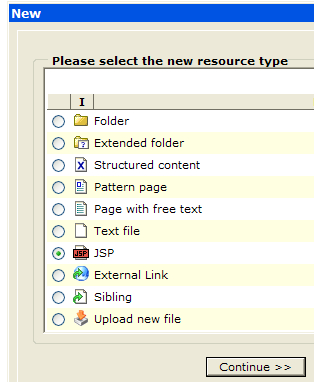 New
Please select the new resource type
I
Folder
Extended folder
Structured content
Pattern page
Page with free text
Text file
JSP JSP
External Link
Sibling
Upload new file
Continue >>